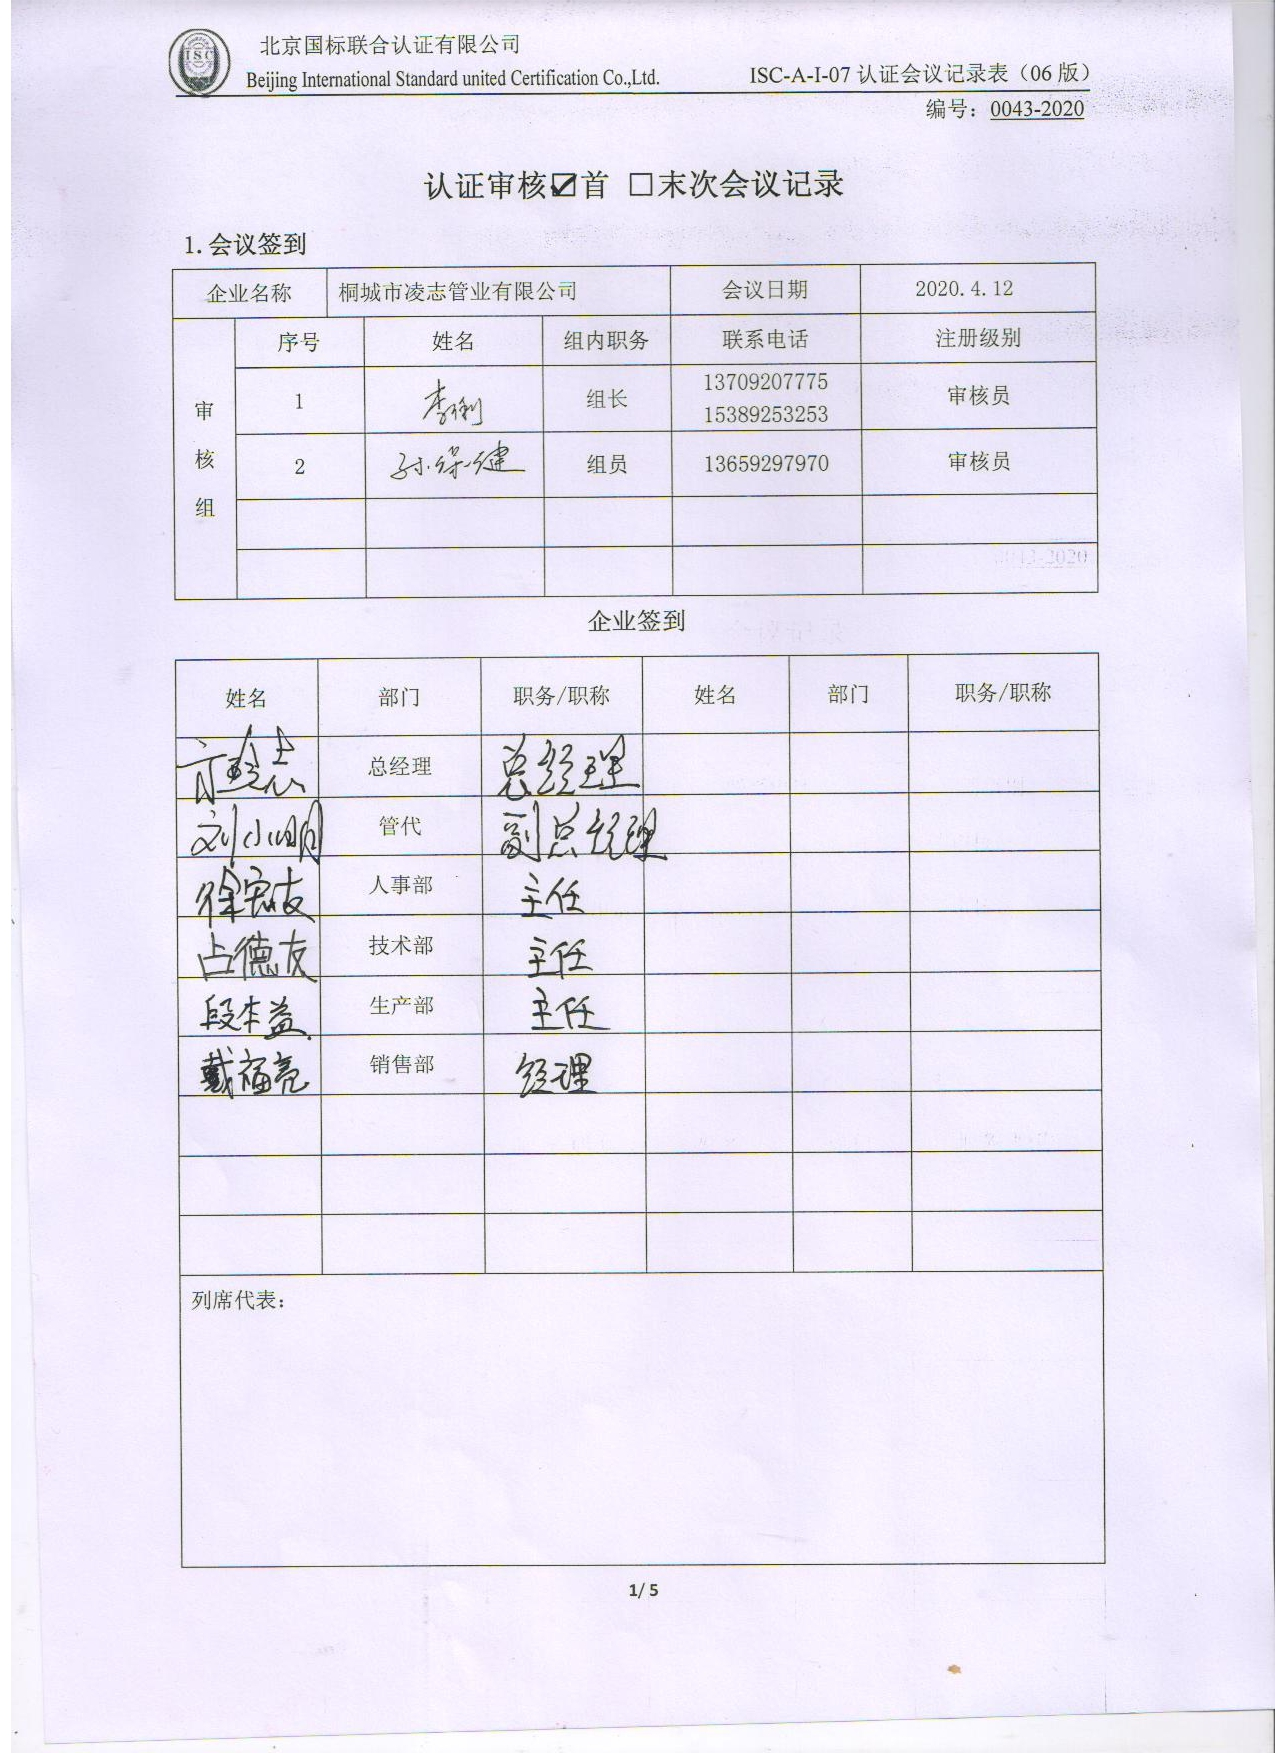 ISC
北京国标联合认证有限公司
Beijing International Standard united Certification Co.,Ltd.
ISC-A-I-07 认证会议记录表（06 版）
编号：0043-2020
认证审核☑首 □末次会议记录
1.会议签到
企业名称 桐城市凌志管业有限公司 会议日期 2020.4.12
审核组
序号 姓名 组内职务 联系电话 注册级别
1 李俐 组长 13709207775 15389253253 审核员
2 孙 健 组员 13659297970 审核员
企业签到
姓名 部门 职务/职称 姓名 部门 职务/职称
总经理 总经理
刘小明 管代 副总经理
徐 友 人事部 主任
占德友 技术部 主任
段本益 生产部 主任
戴福亮 销售部 经理
列席代表：
1/ 5